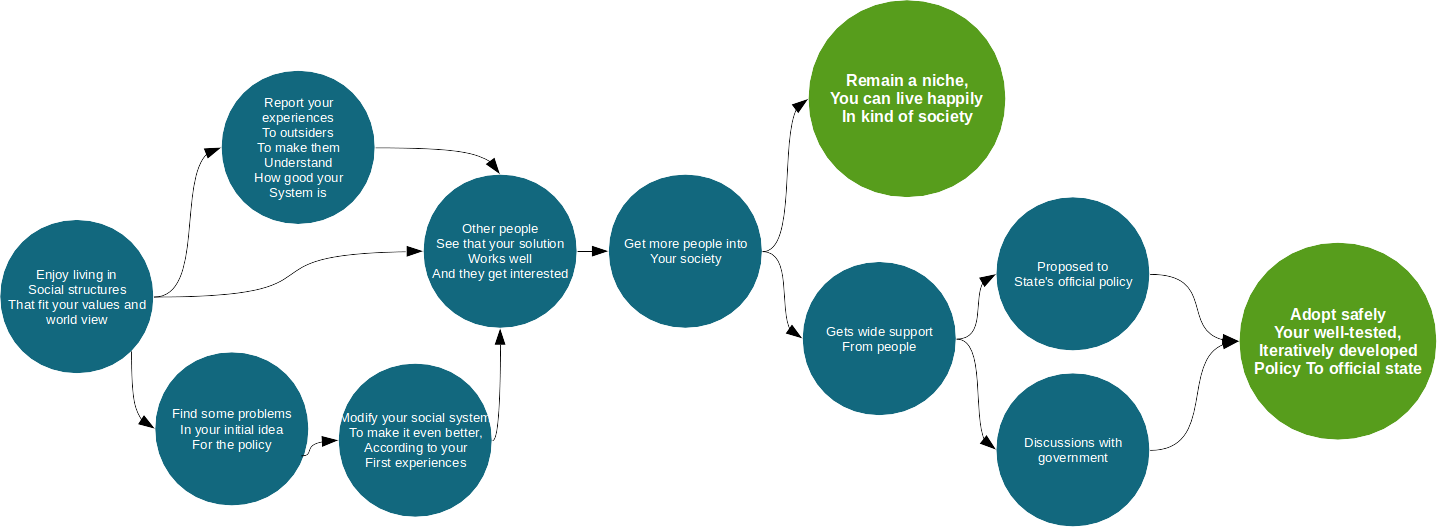 Enjoy living in
Social structures
That fit your values and
world view
Report your
experiences
To outsiders
To make them
Understand
How good your
System is
Find some problems
In your initial idea
For the policy
Modify your social system
To make it even better,
According to your
First experiences
Other people
See that your solution
Works well
And they get interested
Get more people into
Your society
Remain a niche,
You can live happily
In kind of society
Gets wide support
From people
Proposed to
State's official policy
Discussions with
government
Adopt safely
Your well-tested,
Iteratively developed
Policy To official state